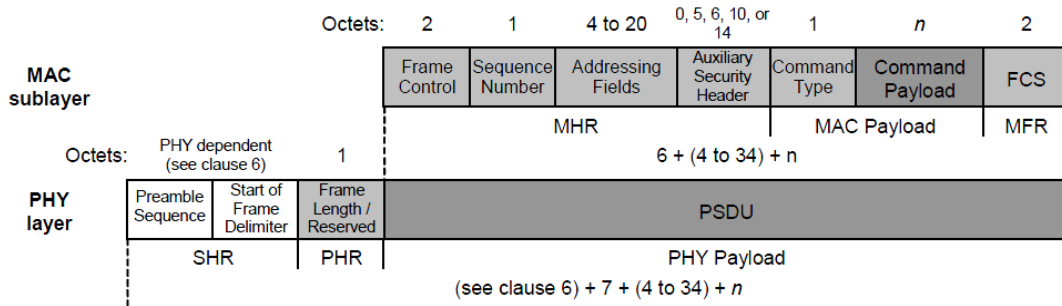 Octets: 2 1 4 to 20 0, 5, 6, 10, or 14 1 n 2
MAC sublayer
Frame Control
Sequence Number
Addressing Fields
Auxiliary Security Header
Command Type
Command Payload
FCS
MHR MAC Payload MFR
Octets: PHY dependent (see clause 6) 1 6 + (4 to 34) + n
PHY layer
Preamble Sequence
Start of Frame Delimiter
Frame Length / Reserved
PSDU
SHR PHR PHY Payload
(see clause 6) + 7 + (4 to 34) + n